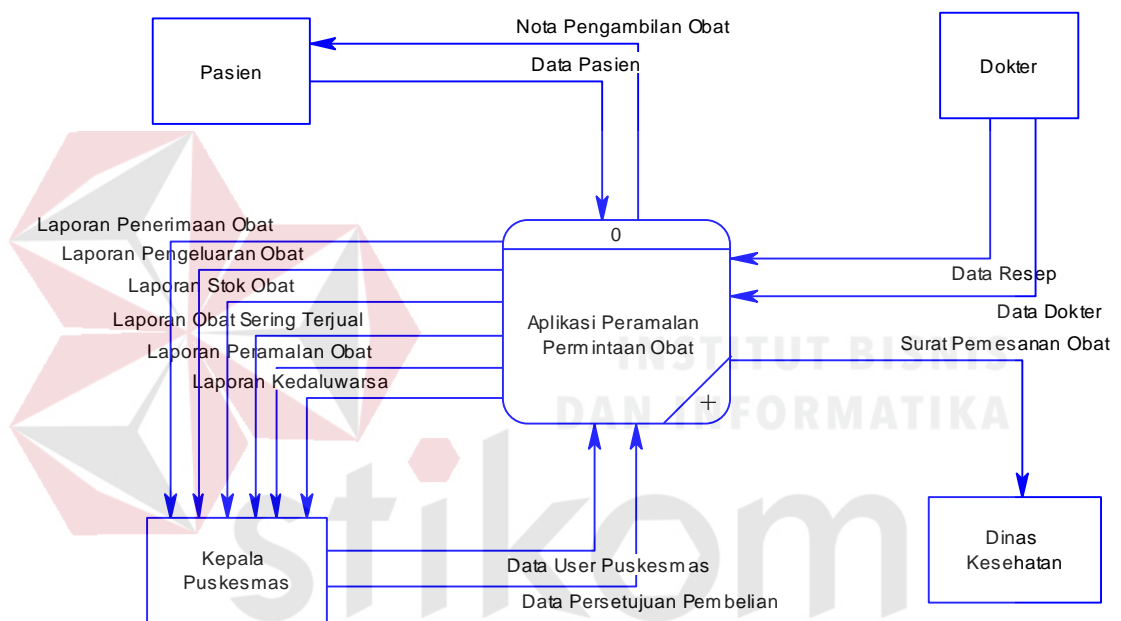 Nota Pengambilan Obat
Pasien
Data Pasien
Dokter
Laporan Penerimaan Obat
Laporan Pengeluaran Obat
Laporan Stok Obat
Laporan Obat Sering Terjual
Laporan Peramalan Obat
Laporan Kedaluwarsa
0
Aplikasi Peramalan
Permintaan Obat
+
Data Resep
Data Dokter
Surat Pemesanan Obat
INSTITUT BISNIS
DAN INFORMATIKA
stikom
Kepala
Puskesmas
Data User Puskesmas
Data Persetujuan Pembelian
Dinas
Kesehatan